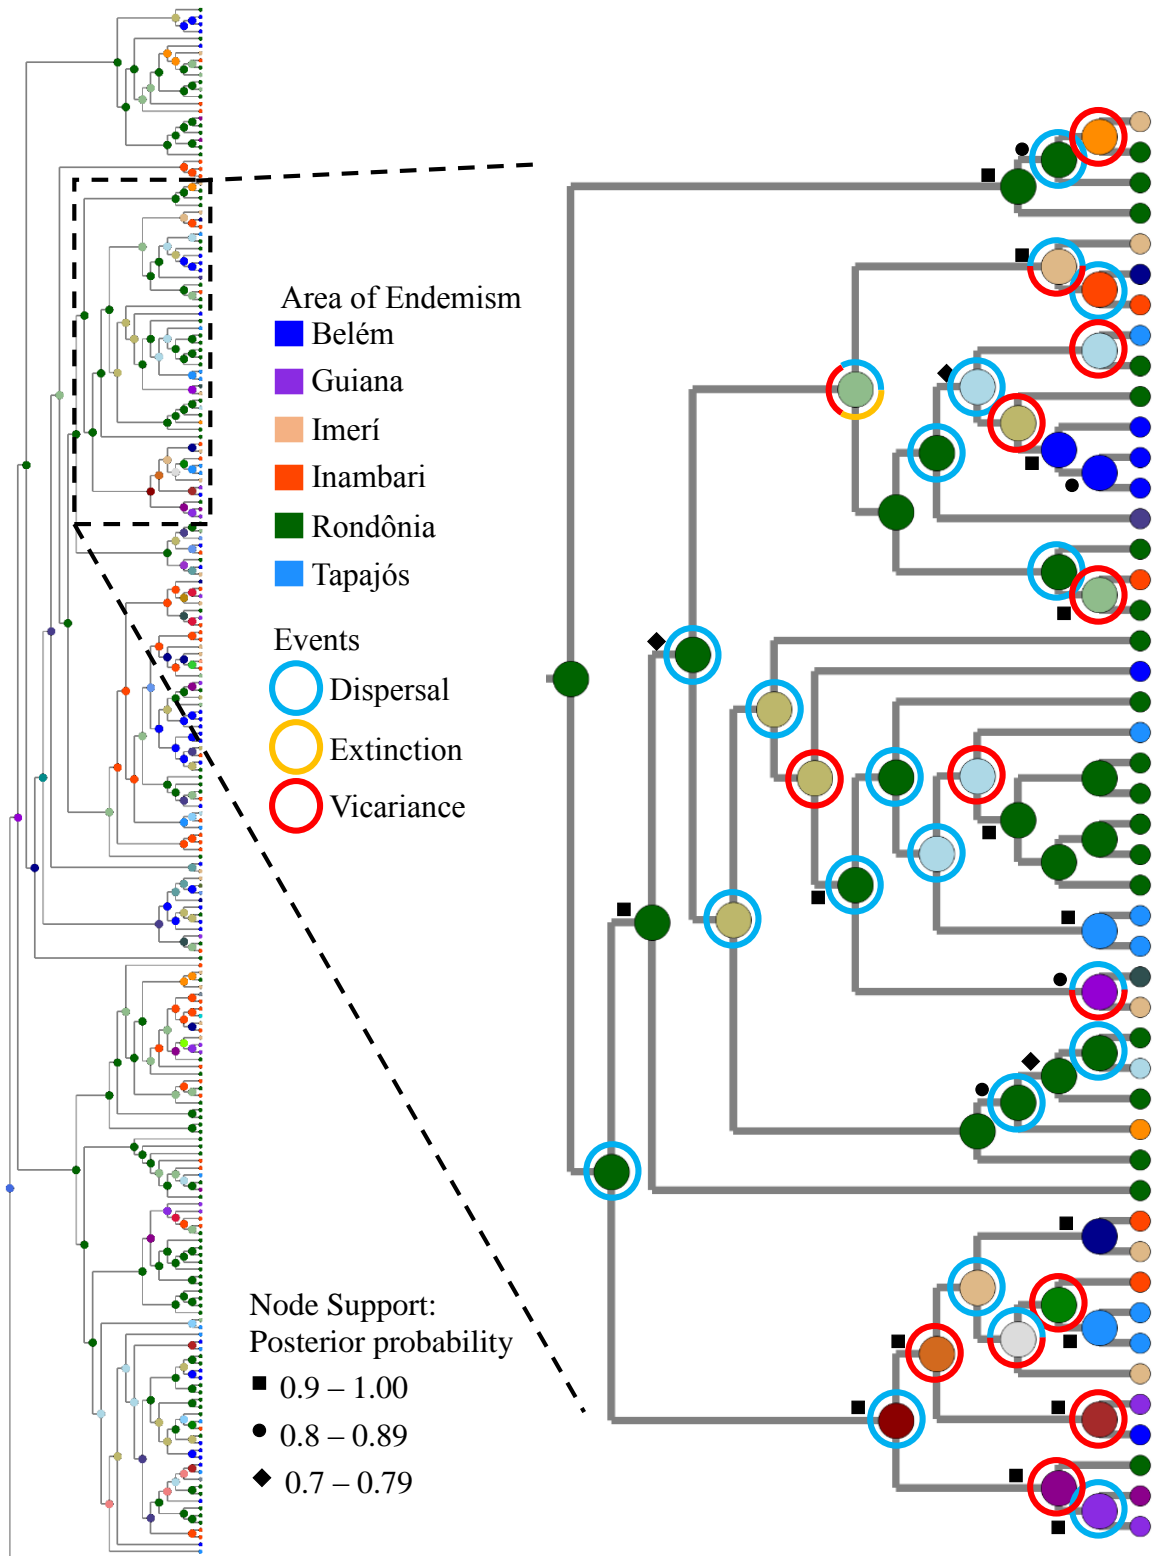 Area of Endemism
Belém
Guiana
Imerí
Inambari
Rondônia
Tapajós
Events
Dispersal
Extinction
Vicariance
Node Support:
Posterior probability
0.9 – 1.00
0.8 – 0.89
0.7 – 0.79